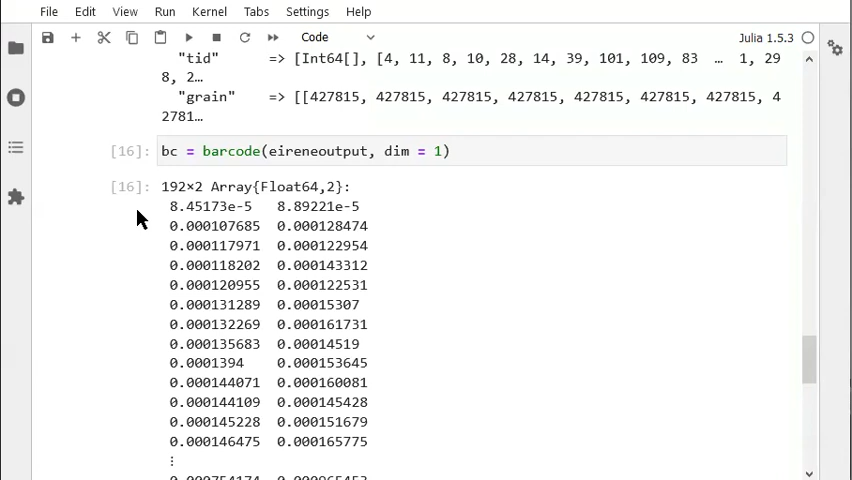 File Edit View Run Kernel Tabs Settings Help
Code Julia 1.5.3
"tid" => [Int64[], [4, 11, 8, 10, 28, 14, 39, 101, 109, 83 … 1, 29
8, 2…
"grain" => [[427815, 427815, 427815, 427815, 427815, 427815, 427815, 4
2781…
[16]: bc = barcode(eireneoutput, dim = 1)
[16]: 192×2 Array{Float64,2}:
8.45173e-5 8.89221e-5
0.000107685 0.000128474
0.000117971 0.000122954
0.000118202 0.000143312
0.000120955 0.000122531
0.000131289 0.00015307
0.000132269 0.000161731
0.000135683 0.00014519
0.0001394 0.000153645
0.000144071 0.000160081
0.000144109 0.000145428
0.000145228 0.000151679
0.000146475 0.000165775
⋮